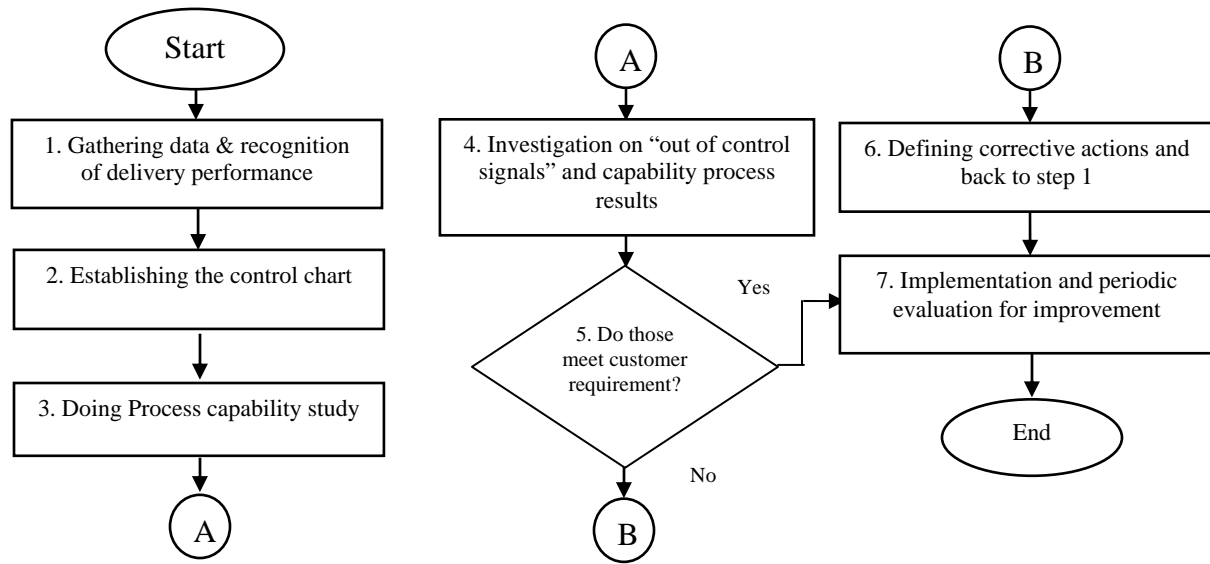 Start
1. Gathering data & recognition
of delivery performance
2. Establishing the control chart
3. Doing Process capability study
A
A
4. Investigation on “out of control
signals” and capability process
results
5. Do those
meet customer
requirement?
Yes
No
B
B
6. Defining corrective actions and
back to step 1
7. Implementation and periodic
evaluation for improvement
End